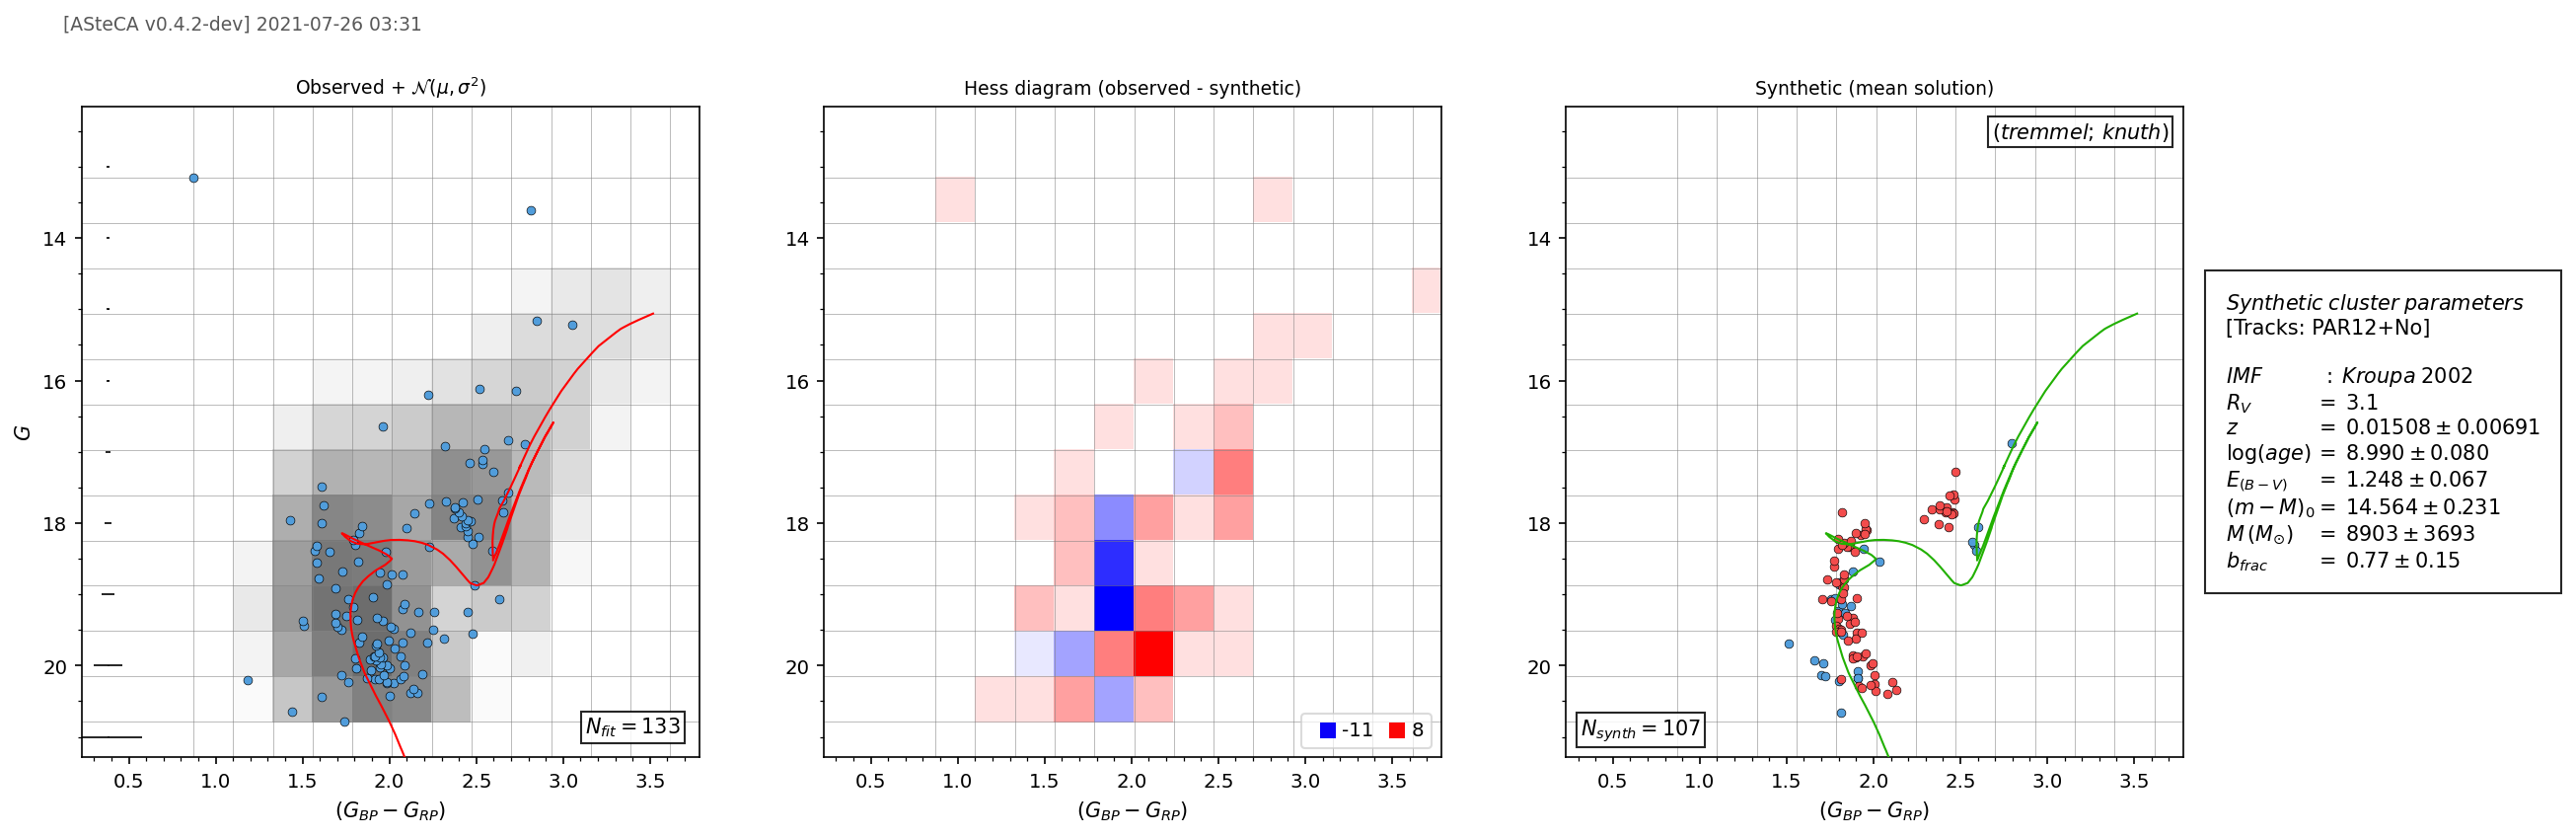 [ASteCA v0.4.2-dev] 2021-07-26 03:31
Observed + 𝒩(μ, σ²)
14
16
18
20
G
0.5 1.0 1.5 2.0 2.5 3.0 3.5
(G_BP − G_RP)
N_fit = 133
Hess diagram (observed - synthetic)
14
16
18
20
0.5 1.0 1.5 2.0 2.5 3.0 3.5
(G_BP − G_RP)
-11 8
Synthetic (mean solution)
(tremmel; knuth)
14
16
18
20
0.5 1.0 1.5 2.0 2.5 3.0 3.5
(G_BP − G_RP)
N_synth = 107
Synthetic cluster parameters
[Tracks: PAR12+No]
IMF : Kroupa 2002
R_V = 3.1
z = 0.01508 ± 0.00691
log(age) = 8.990 ± 0.080
E_(B−V) = 1.248 ± 0.067
(m − M)₀ = 14.564 ± 0.231
M (M_⊙) = 8903 ± 3693
b_frac = 0.77 ± 0.15